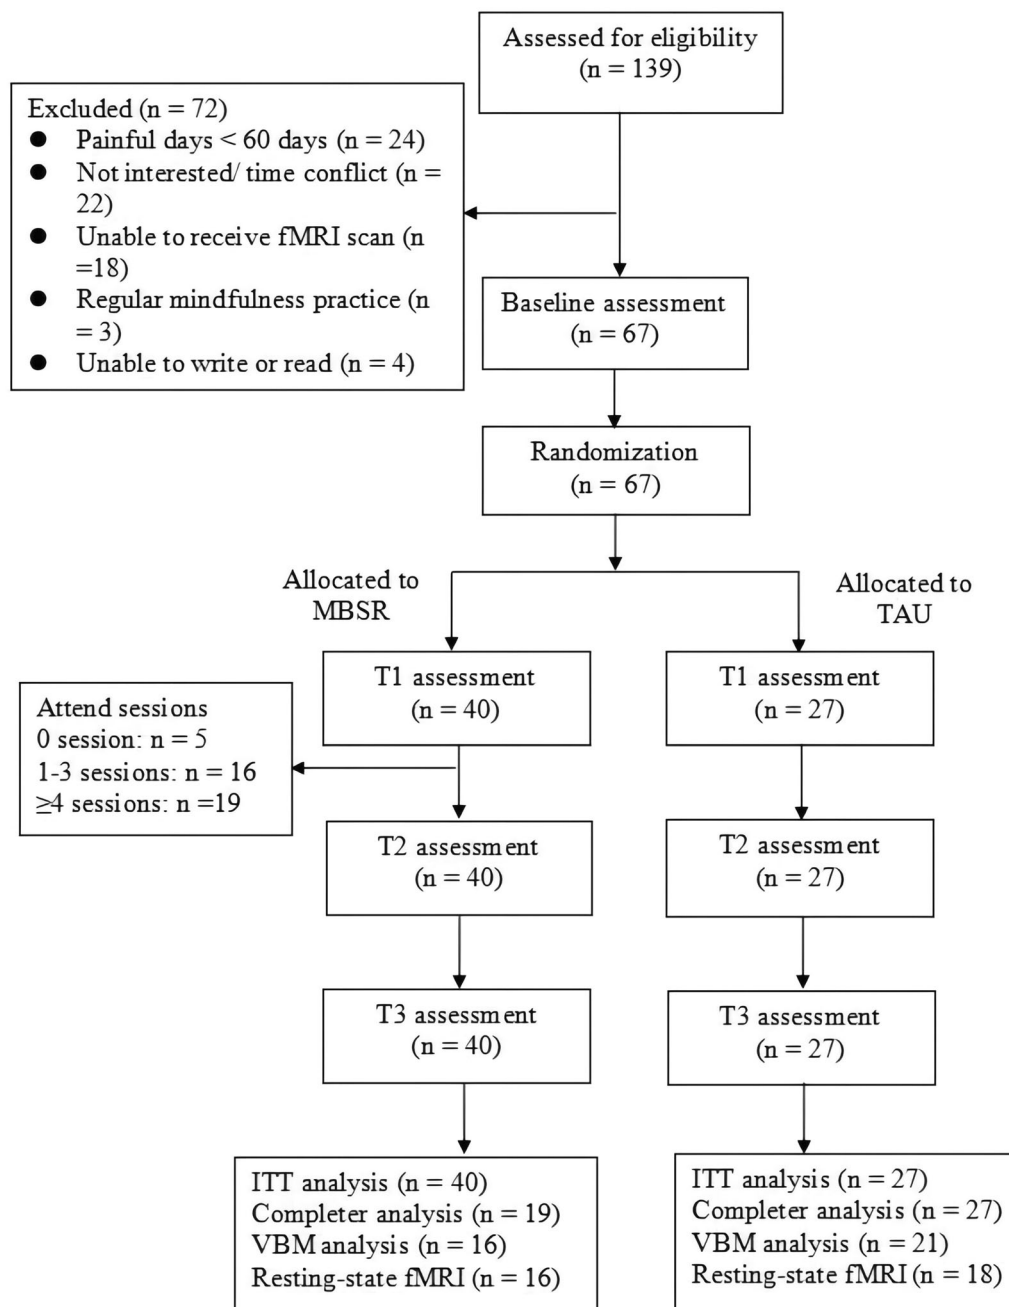 Assessed for eligibility
(n = 139)
Excluded (n = 72)
● Painful days < 60 days (n = 24)
● Not interested/ time conflict (n =
22)
● Unable to receive fMRI scan (n
=18)
● Regular mindfulness practice (n
= 3)
● Unable to write or read (n = 4)
Baseline assessment
(n = 67)
Randomization
(n = 67)
Allocated to
MBSR
Allocated to
TAU
T1 assessment
(n = 40)
T1 assessment
(n = 27)
Attend sessions
0 session: n = 5
1-3 sessions: n = 16
≥4 sessions: n =19
T2 assessment
(n = 40)
T2 assessment
(n = 27)
T3 assessment
(n = 40)
T3 assessment
(n = 27)
ITT analysis (n = 40)
Completer analysis (n = 19)
VBM analysis (n = 16)
Resting-state fMRI (n = 16)
ITT analysis (n = 27)
Completer analysis (n = 27)
VBM analysis (n = 21)
Resting-state fMRI (n = 18)